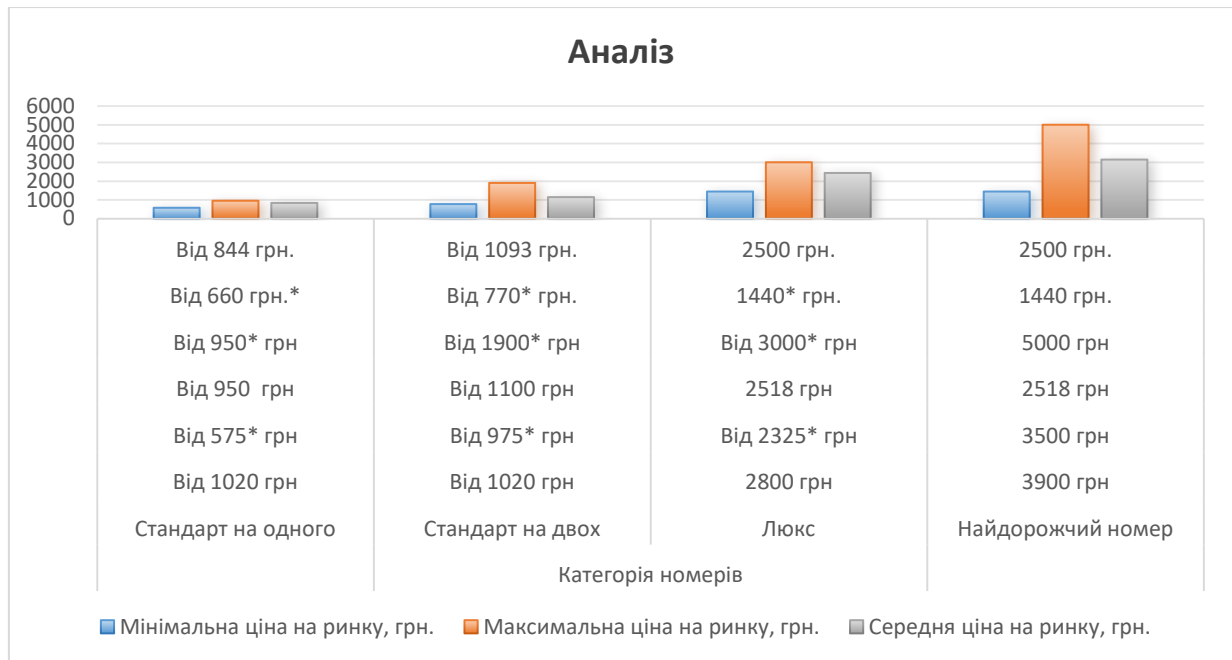 Аналіз
6000
5000
4000
3000
2000
1000
0
Від 844 грн. Від 1093 грн. 2500 грн. 2500 грн.
Від 660 грн.* Від 770* грн. 1440* грн. 1440 грн.
Від 950* грн Від 1900* грн Від 3000* грн 5000 грн
Від 950 грн Від 1100 грн 2518 грн 2518 грн
Від 575* грн Від 975* грн Від 2325* грн 3500 грн
Від 1020 грн Від 1020 грн 2800 грн 3900 грн
Стандарт на одного Стандарт на двох Люкс Найдорожчий номер
Категорія номерів
Мінімальна ціна на ринку, грн. Максимальна ціна на ринку, грн. Середня ціна на ринку, грн.